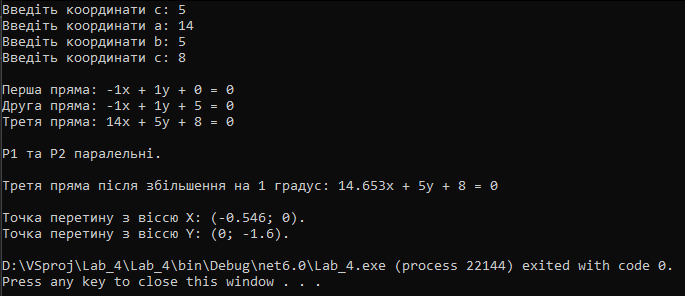 Введіть координати c: 5
Введіть координати a: 14
Введіть координати b: 5
Введіть координати c: 8
Перша пряма: -1x + 1y + 0 = 0
Друга пряма: -1x + 1y + 5 = 0
Третя пряма: 14x + 5y + 8 = 0
P1 та P2 паралельні.
Третя пряма після збільшення на 1 градус: 14.653x + 5y + 8 = 0
Точка перетину з віссю X: (-0.546; 0).
Точка перетину з віссю Y: (0; -1.6).
D:\VSproj\Lab_4\Lab_4\bin\Debug\net6.0\Lab_4.exe (process 22144) exited with code 0.
Press any key to close this window . . .